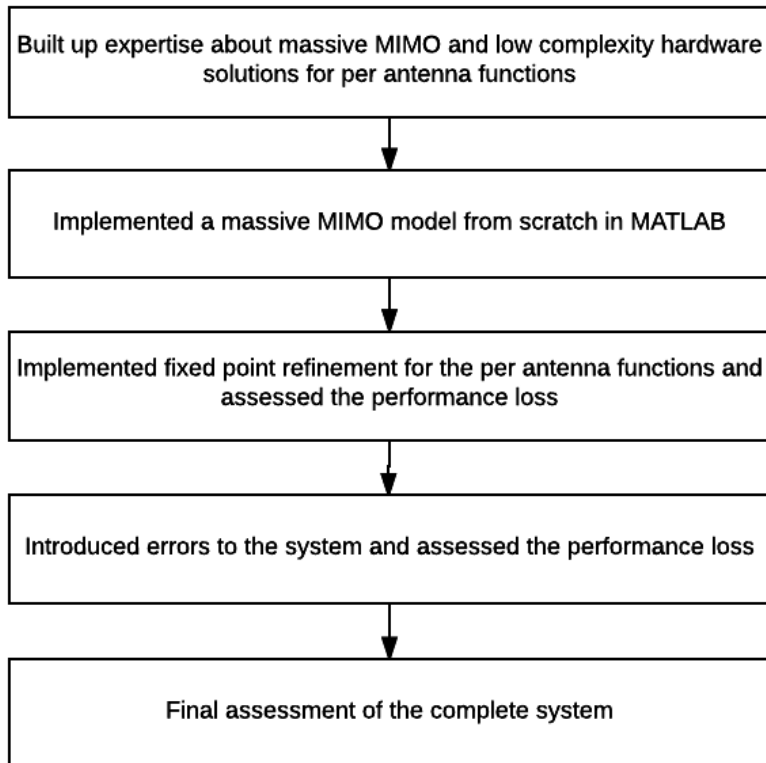 Built up expertise about massive MIMO and low complexity hardware
solutions for per antenna functions
Implemented a massive MIMO model from scratch in MATLAB
Implemented fixed point refinement for the per antenna functions and
assessed the performance loss
Introduced errors to the system and assessed the performance loss
Final assessment of the complete system